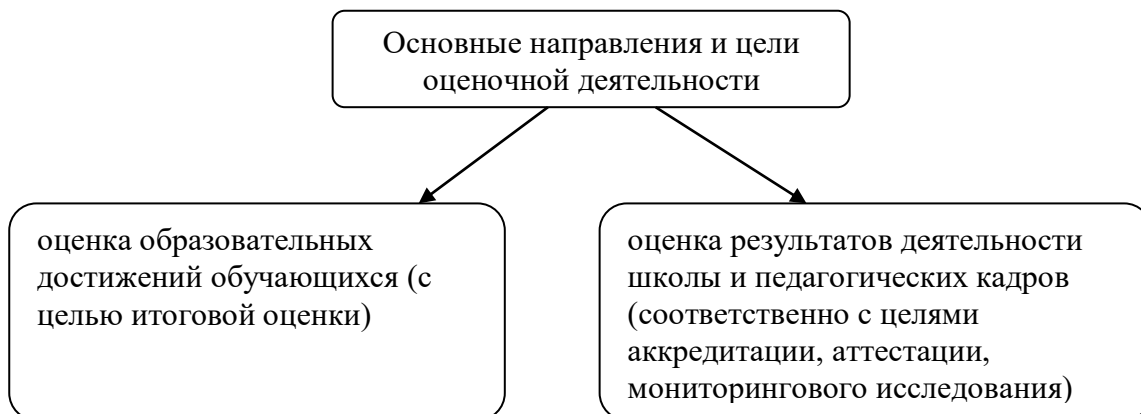 Основные направления и цели
оценочной деятельности
оценка образовательных
достижений обучающихся (с
целью итоговой оценки)
оценка результатов деятельности
школы и педагогических кадров
(соответственно с целями
аккредитации, аттестации,
мониторингового исследования)